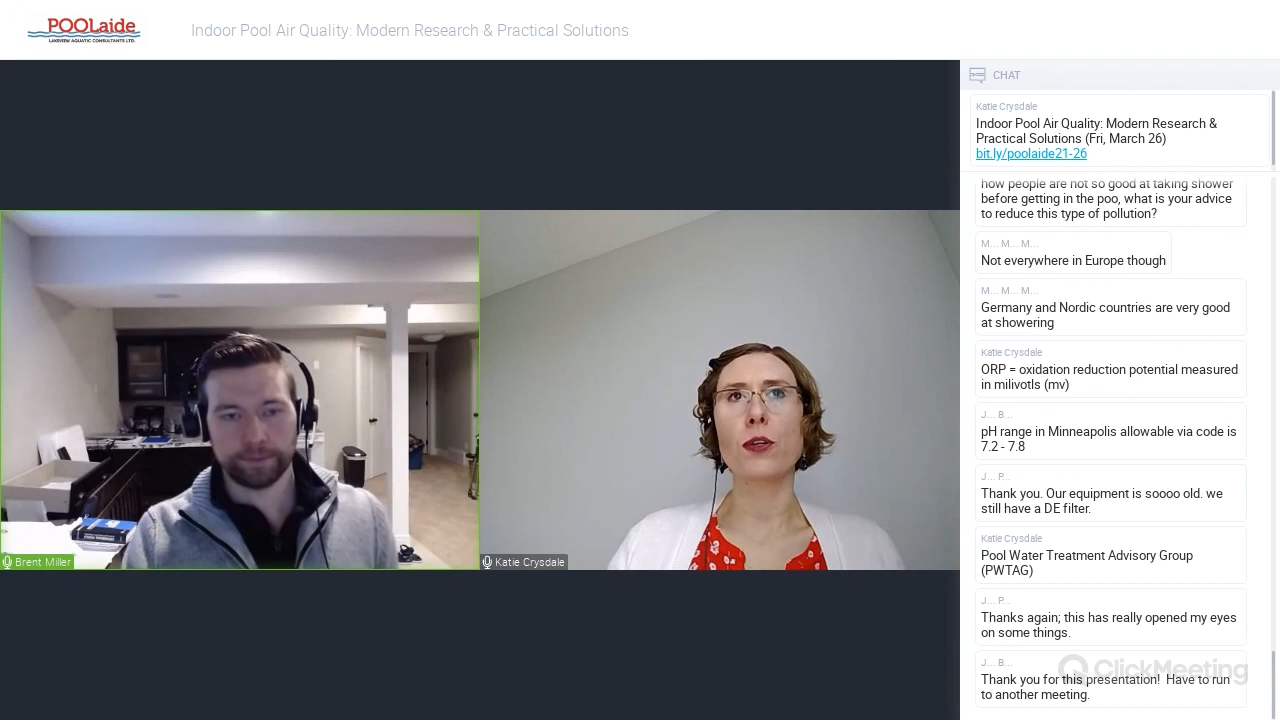 POOLaide
LAKEVIEW AQUATIC CONSULTANTS LTD.
Indoor Pool Air Quality: Modern Research & Practical Solutions
CHAT
Katie Crysdale
Indoor Pool Air Quality: Modern Research &
Practical Solutions (Fri, March 26)
bit.ly/poolaide21-26
how people are not so good at taking shower
before getting in the poo, what is your advice
to reduce this type of pollution?
M... M... M...
Not everywhere in Europe though
M... M... M...
Germany and Nordic countries are very good
at showering
Katie Crysdale
ORP = oxidation reduction potential measured
in milivotls (mv)
J... B...
pH range in Minneapolis allowable via code is
7.2 - 7.8
J... P...
Thank you. Our equipment is soooo old. we
still have a DE filter.
Katie Crysdale
Pool Water Treatment Advisory Group
(PWTAG)
J... P...
Thanks again; this has really opened my eyes
on some things.
J... B...
Thank you for this presentation! Have to run
to another meeting.
ClickMeeting
Brent Miller
Katie Crysdale